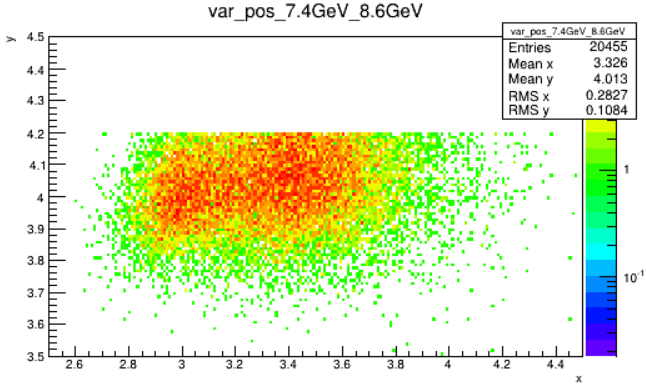 var_pos_7.4GeV_8.6GeV
var_pos_7.4GeV_8.6GeV
Entries 20455
Mean x 3.326
Mean y 4.013
RMS x 0.2827
RMS y 0.1084
y
4.5
4.4
4.3
4.2
4.1
4
3.9
3.8
3.7
3.6
3.5
1
10-1
2.6 2.8 3 3.2 3.4 3.6 3.8 4 4.2 4.4
x